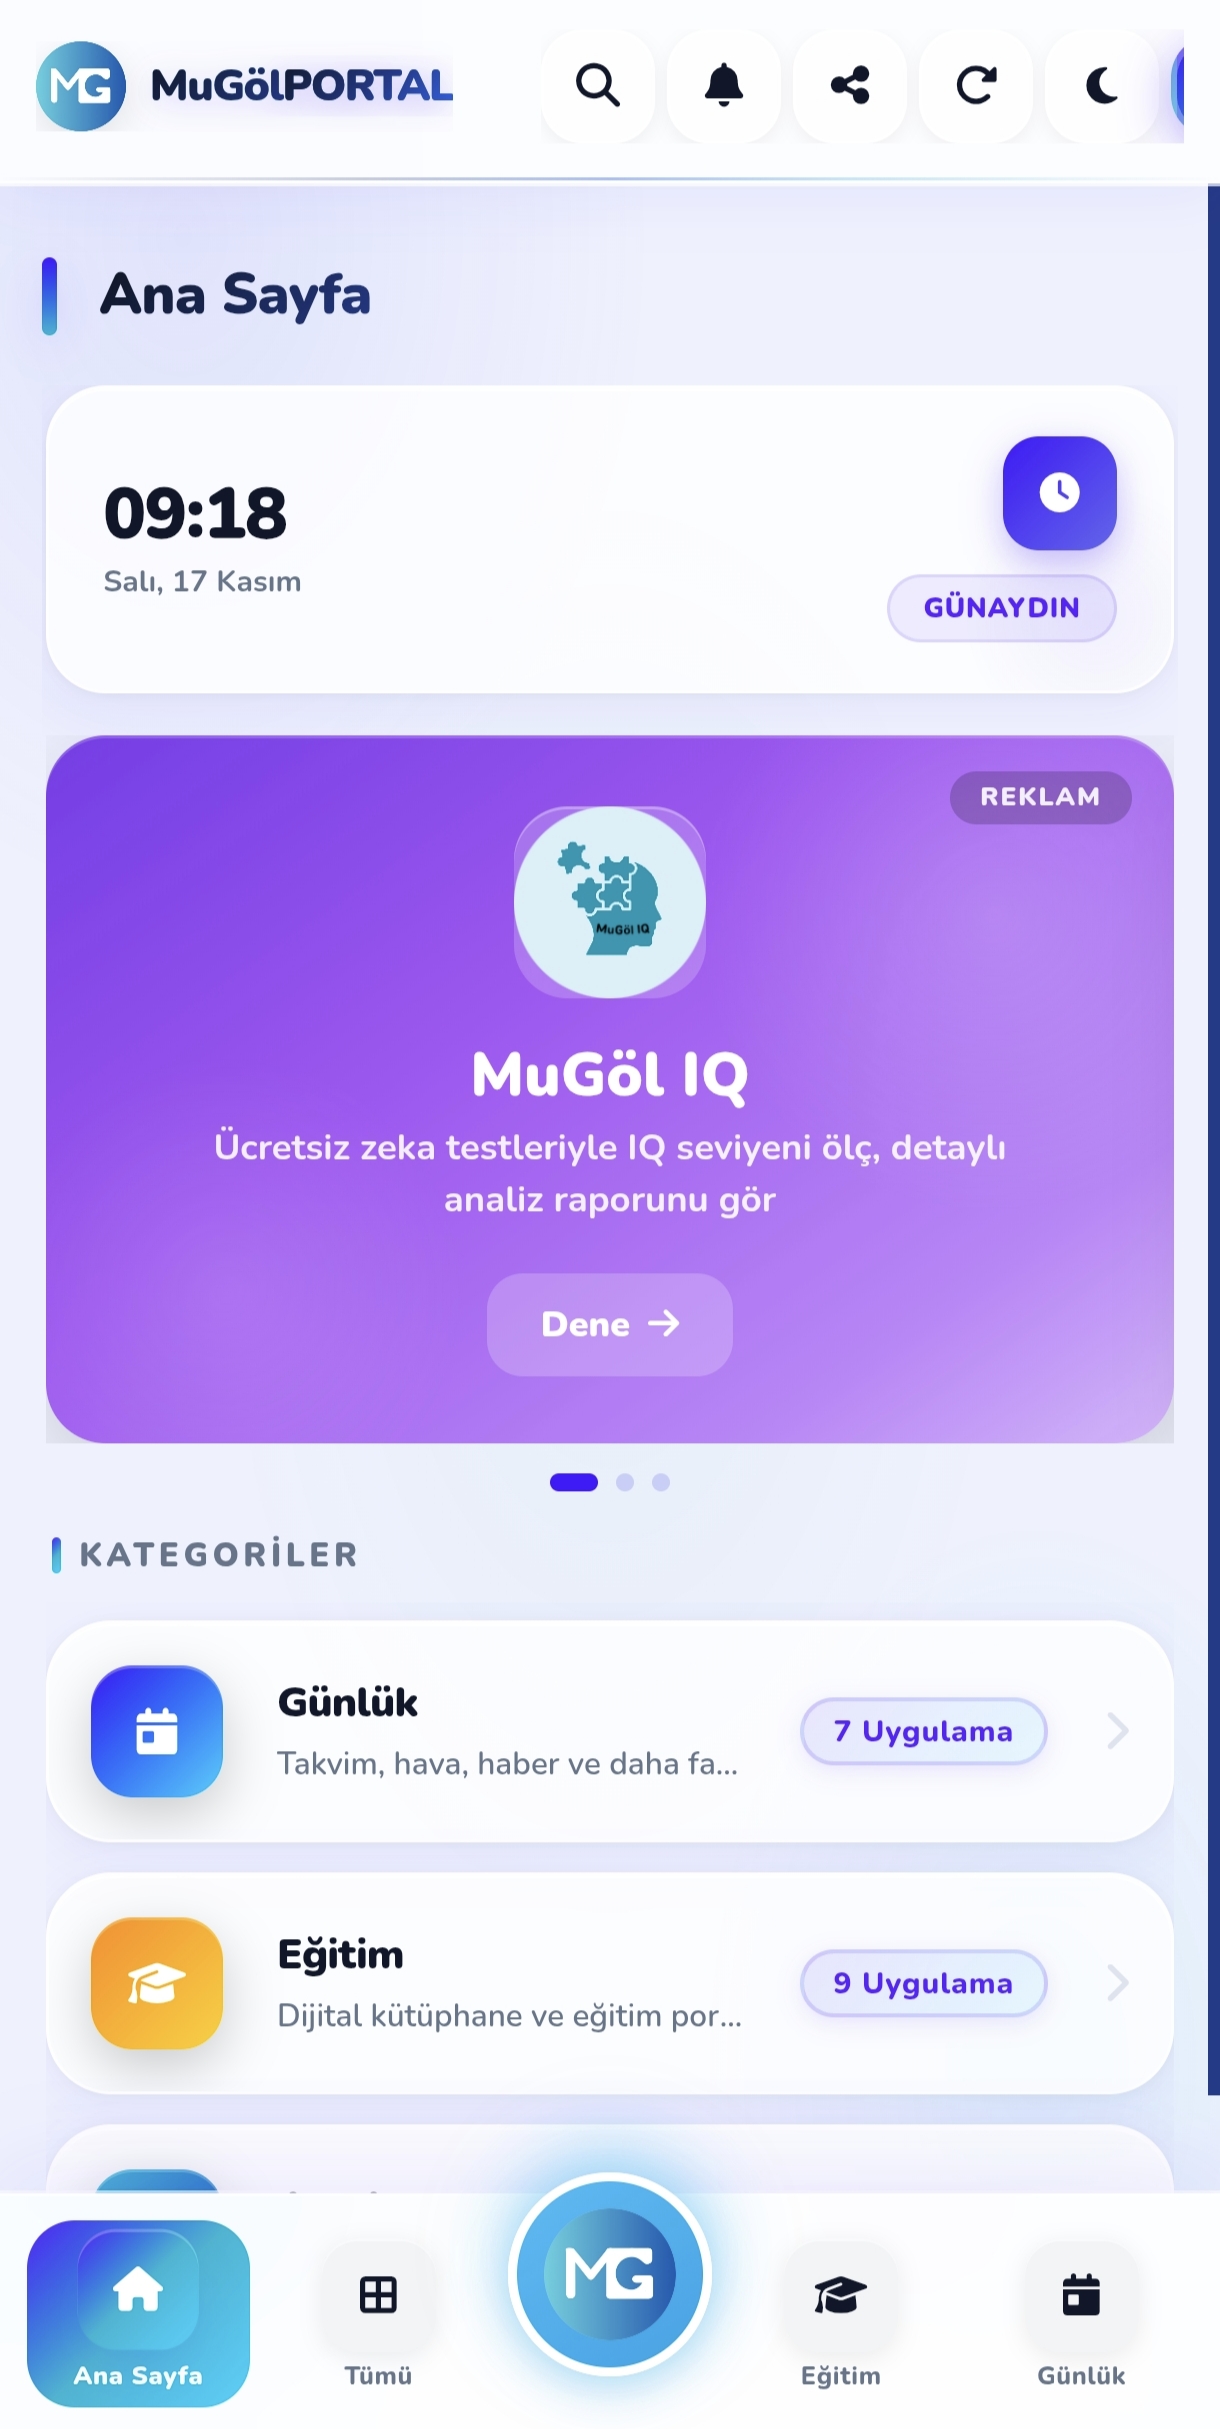 MG MuGölPORTAL
Ana Sayfa
09:18
Salı, 17 Kasım
GÜNAYDIN
REKLAM
MuGöl IQ
MuGöl IQ
Ücretsiz zeka testleriyle IQ seviyeni ölç, detaylı
analiz raporunu gör
Dene
KATEGORİLER
Günlük
Takvim, hava, haber ve daha fa...
7 Uygulama
Eğitim
Dijital kütüphane ve eğitim por...
9 Uygulama
MG
Ana Sayfa
Tümü
Eğitim
Günlük